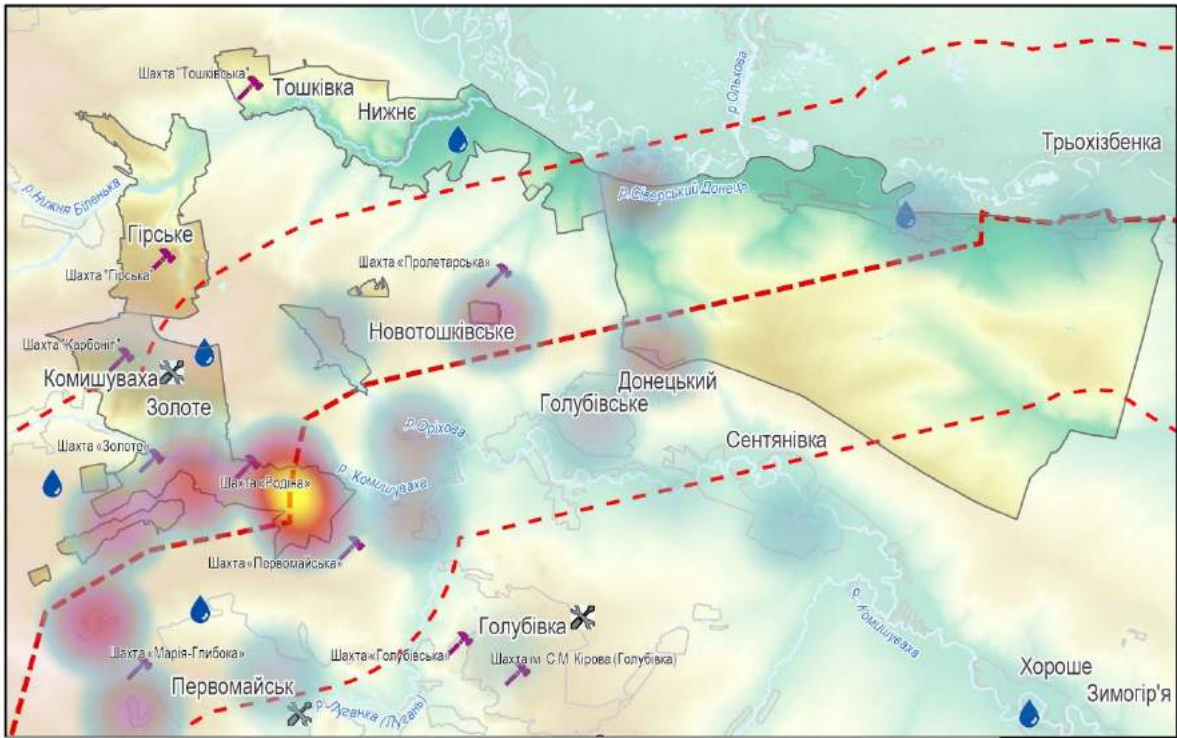 Шахта "Тошківська"
Тошківка
Нижнє
р.Ольхова
Трьохізбенка
р.Нижня Біленька
р.Сіверський Донець
Гірське
Шахта "Гірська"
Шахта «Пролетарська»
Новотошківське
Шахта "Карбоніт"
Комишуваха
Золоте
Донецький
Голубівське
Сентянівка
р.Оріхова
Шахта «Золоте»
Шахта «Родіна»
р. Комишуваха
Шахта «Первомайська»
р. Комишуваха
Голубівка
Шахта «Марія-Глибока»
Шахта «Голубівська»
Шахта ім. С.М. Кірова (Голубівка)
Первомайськ
р. Луганка (Лугань)
Хороше
Зимогір'я